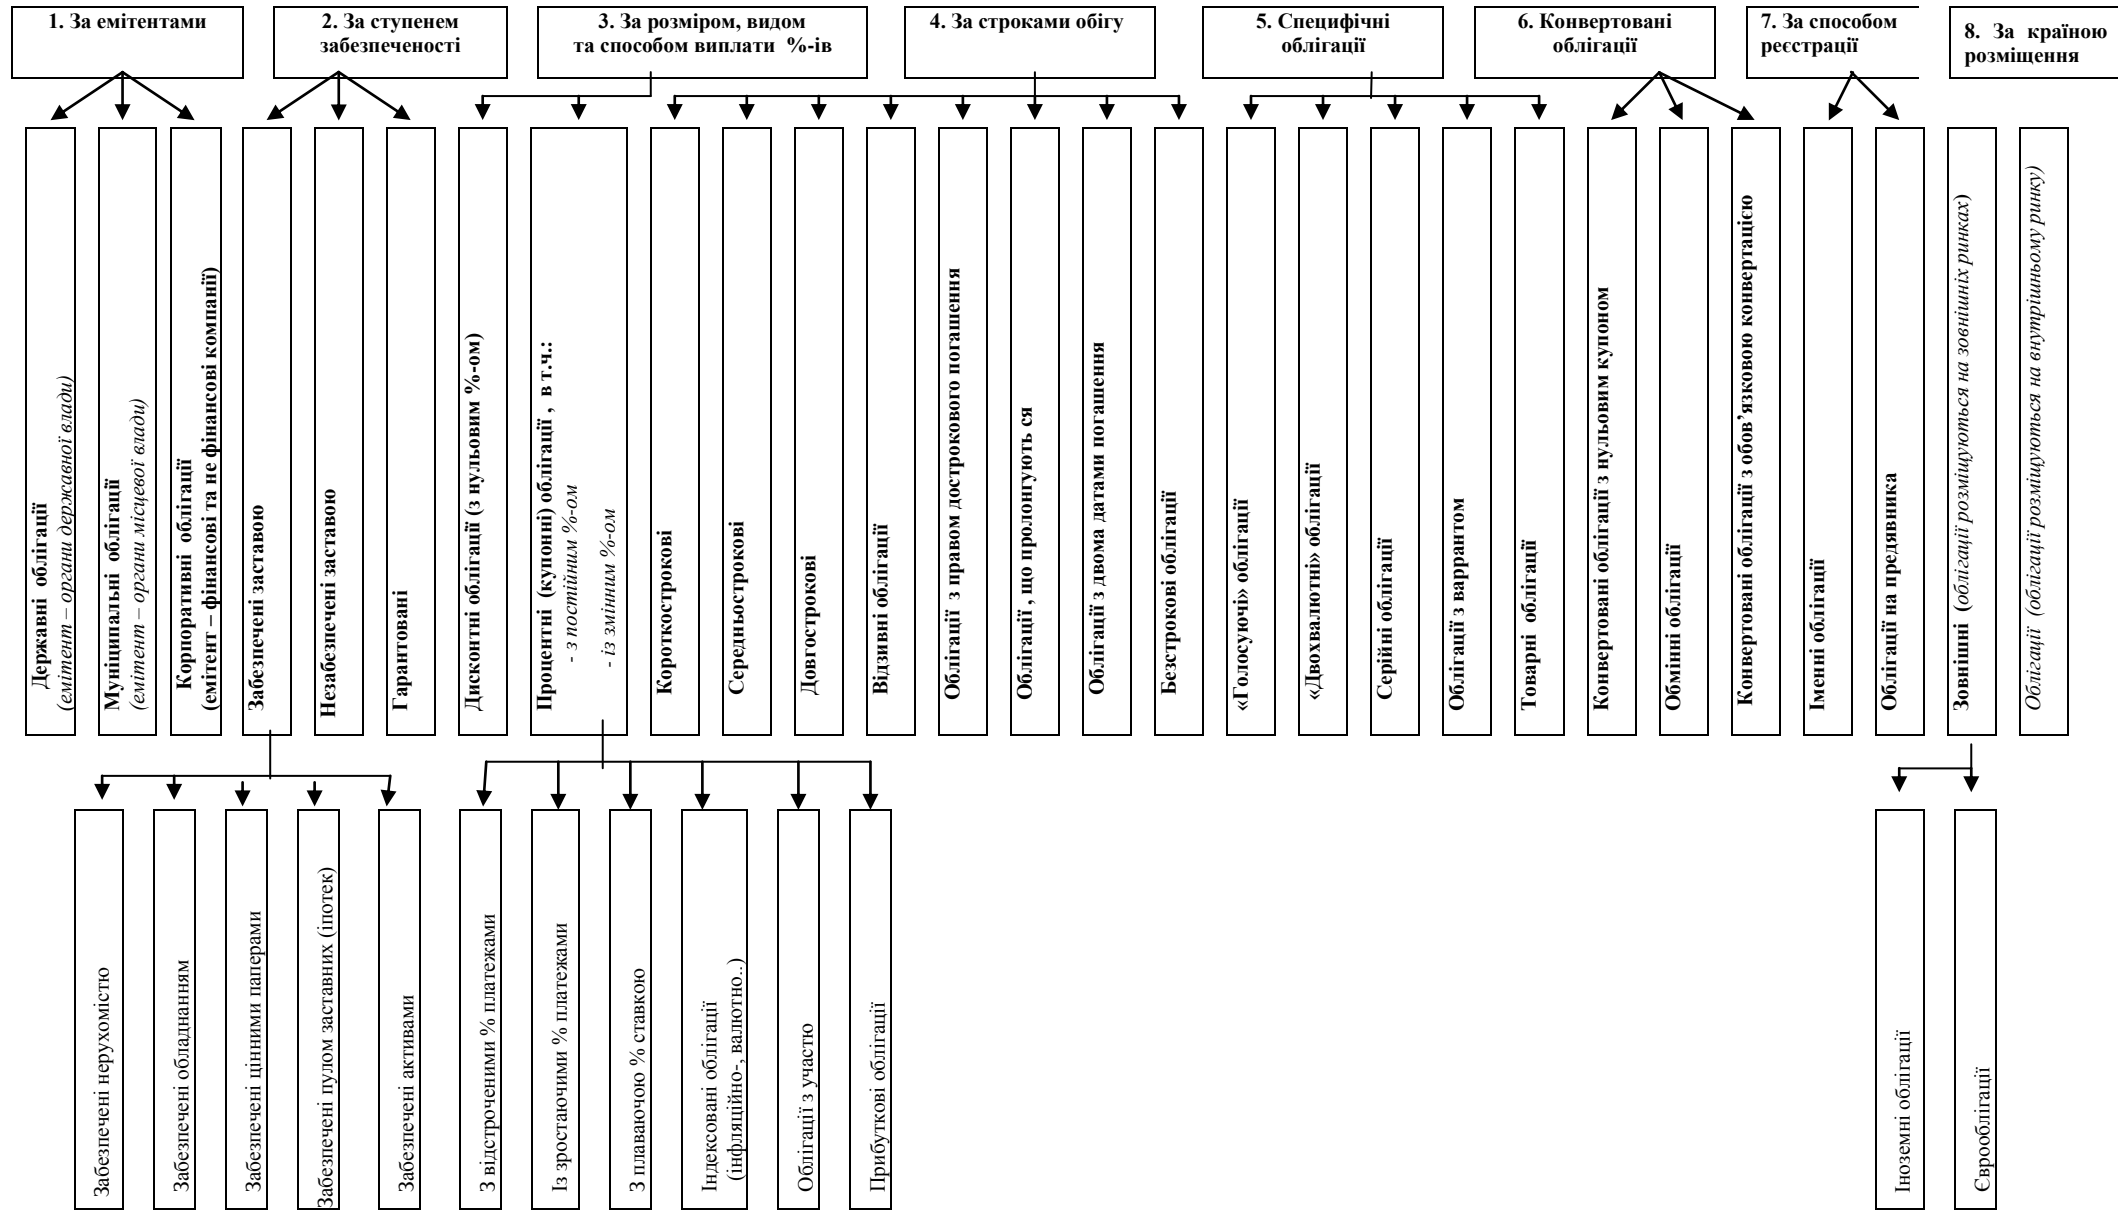 1. За емітентами
2. За ступенем
забезпеченості
3. За розміром, видом
та способом виплати %-ів
4. За строками обігу
5. Специфічні
облігації
6. Конвертовані
облігації
7. За способом
реєстрації
8. За країною
розміщення
Державні облігації
(емітент – органи державної влади)
Муніципальні облігації
(емітент – органи місцевої влади)
Корпоративні облігації
(емітент – фінансові та не фінансові компанії)
Забезпечені заставою
Незабезпечені заставою
Гарантовані
Дисконтні облігації (з нульовим %-ом)
Процентні (купонні) облігації , в т.ч.:
- з постійним %-ом
- із змінним %-ом
Короткострокові
Середньострокові
Довгострокові
Відзивні облігації
Облігації з правом дострокового погашення
Облігації , що пролонгують ся
Облігації з двома датами погашення
Безстрокові облігації
«Голосуючі» облігації
«Двохвалютні» облігації
Серійні облігації
Облігації з варрантом
Товарні облігації
Конвертовані облігації з нульовим купоном
Обмінні облігації
Конвертовані облігації з обов’язковою конвертацією
Іменні облігації
Облігації на предявника
Зовнішні (облігації розміщуються на зовнішніх ринках)
Облігації (облігації розміщуються на внутрішньому ринку)
Забезпечені нерухомістю
Забезпечені обладнанням
Забезпечені цінними паперами
Забезпечені пулом заставних (іпотек)
Забезпечені активами
З відстроченими % платежами
Із зростаючими % платежами
З плаваючою % ставкою
Індексовані облігації
(інфляційно-, валютно..)
Облігації з участю
Прибуткові облігації
Іноземні облігації
Єврооблігації